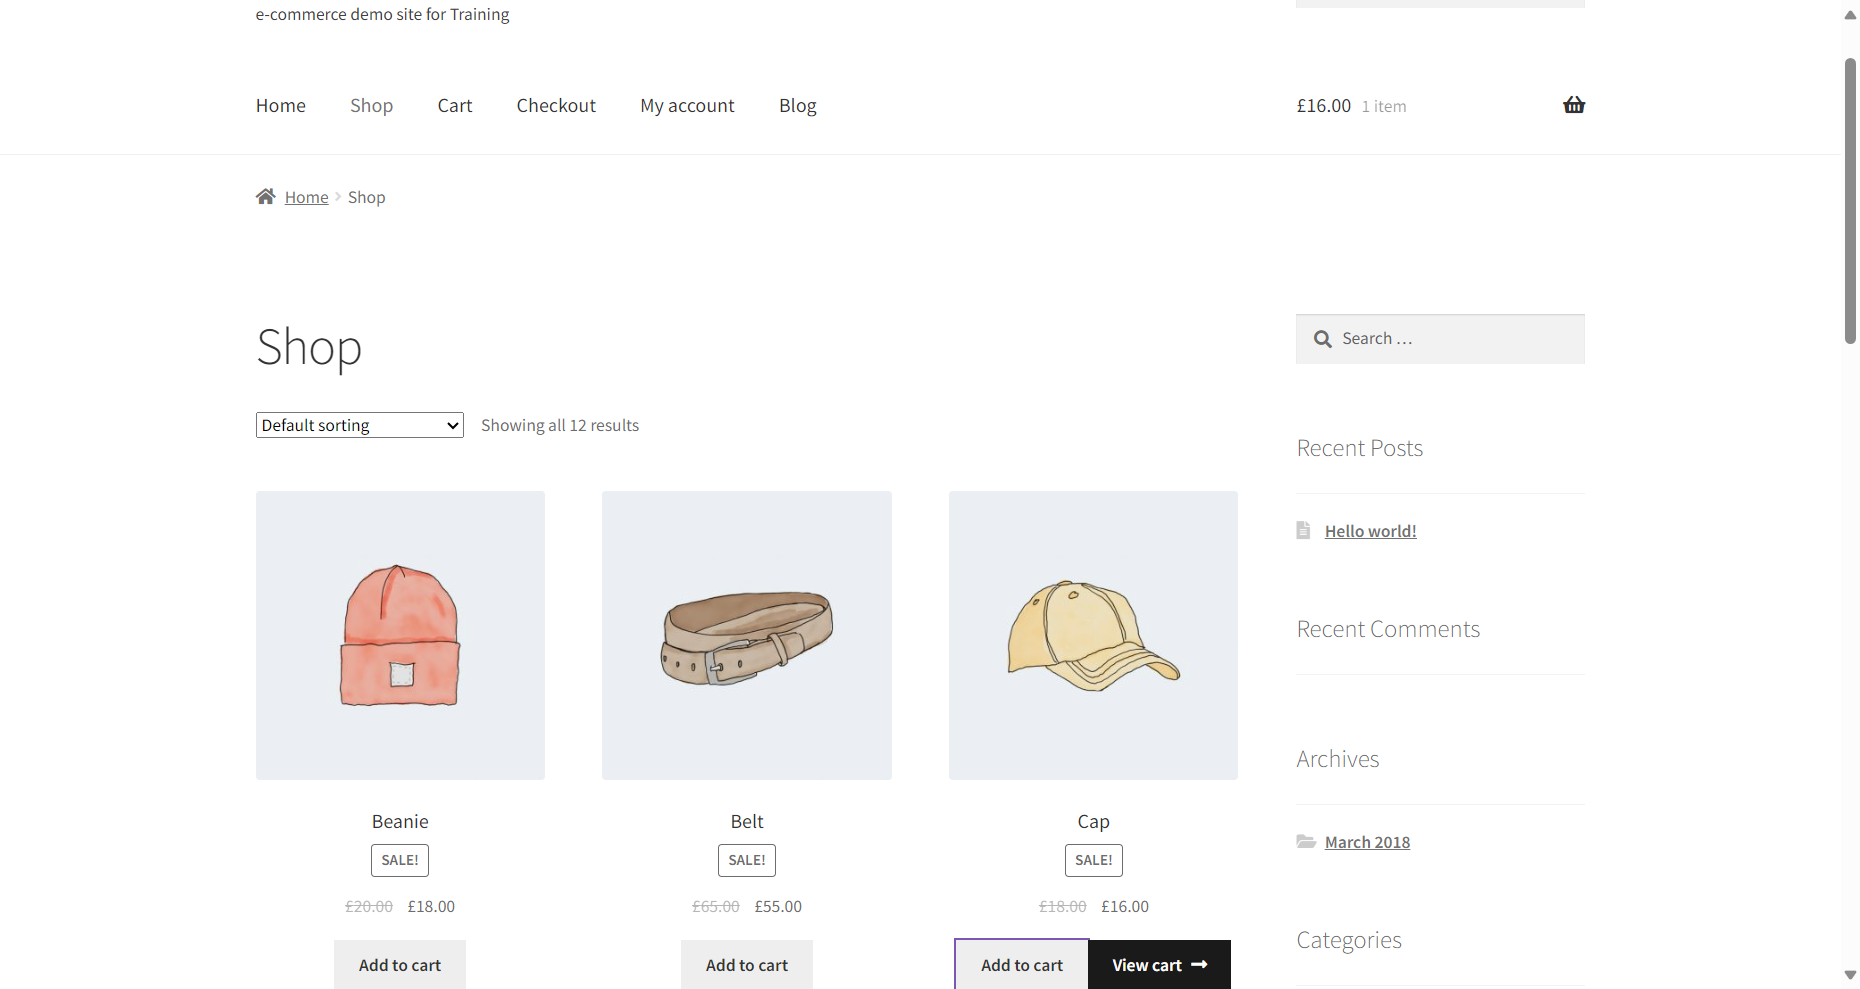 e-commerce demo site for Training
Home Shop Cart Checkout My account Blog
£16.00 1 item
Home Shop
Shop
Search …
Default sorting Showing all 12 results
Recent Posts
Hello world!
Recent Comments
Archives
Beanie Belt Cap
March 2018
SALE! SALE! SALE!
£20.00 £18.00 £65.00 £55.00 £18.00 £16.00
Categories
Add to cart Add to cart Add to cart View cart